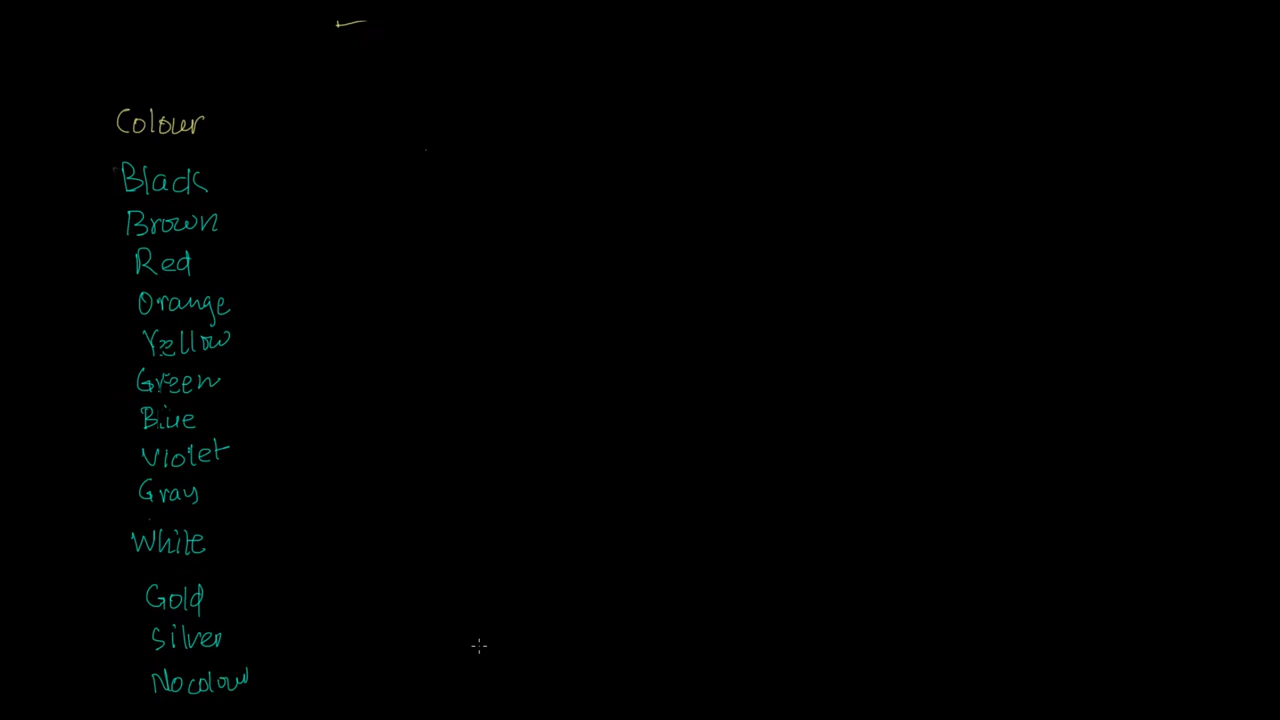 Colour
Black
Brown
Red
Orange
Yellow
Green
Blue
Violet
Gray
White
Gold
Silver
No colour